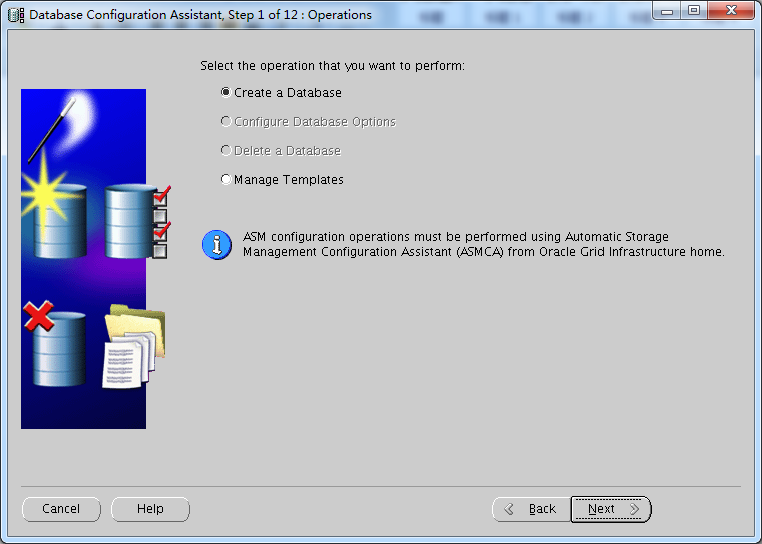 Database Configuration Assistant, Step 1 of 12 : Operations
Select the operation that you want to perform:
Create a Database
Configure Database Options
Delete a Database
Manage Templates
ASM configuration operations must be performed using Automatic Storage
Management Configuration Assistant (ASMCA) from Oracle Grid Infrastructure home.
Cancel
Help
Back
Next